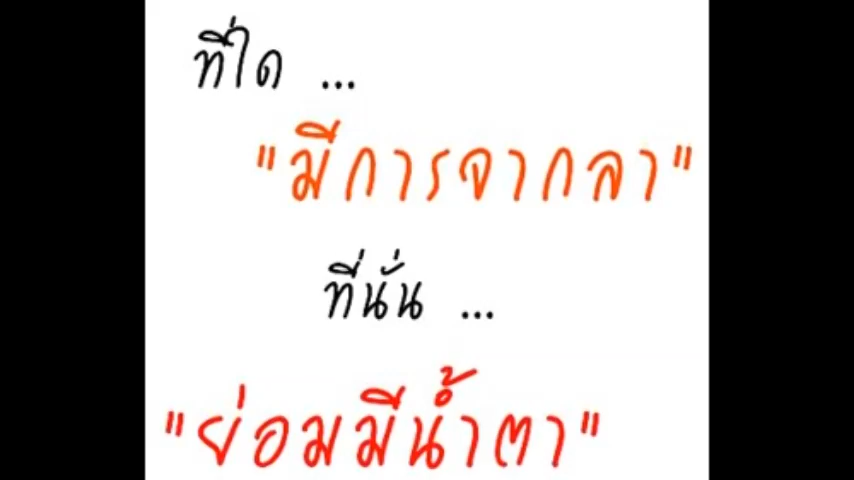 ที่ใด ...
"มีการจากลา"
ที่นั่น ...
"ย่อมมีน้ำตา"